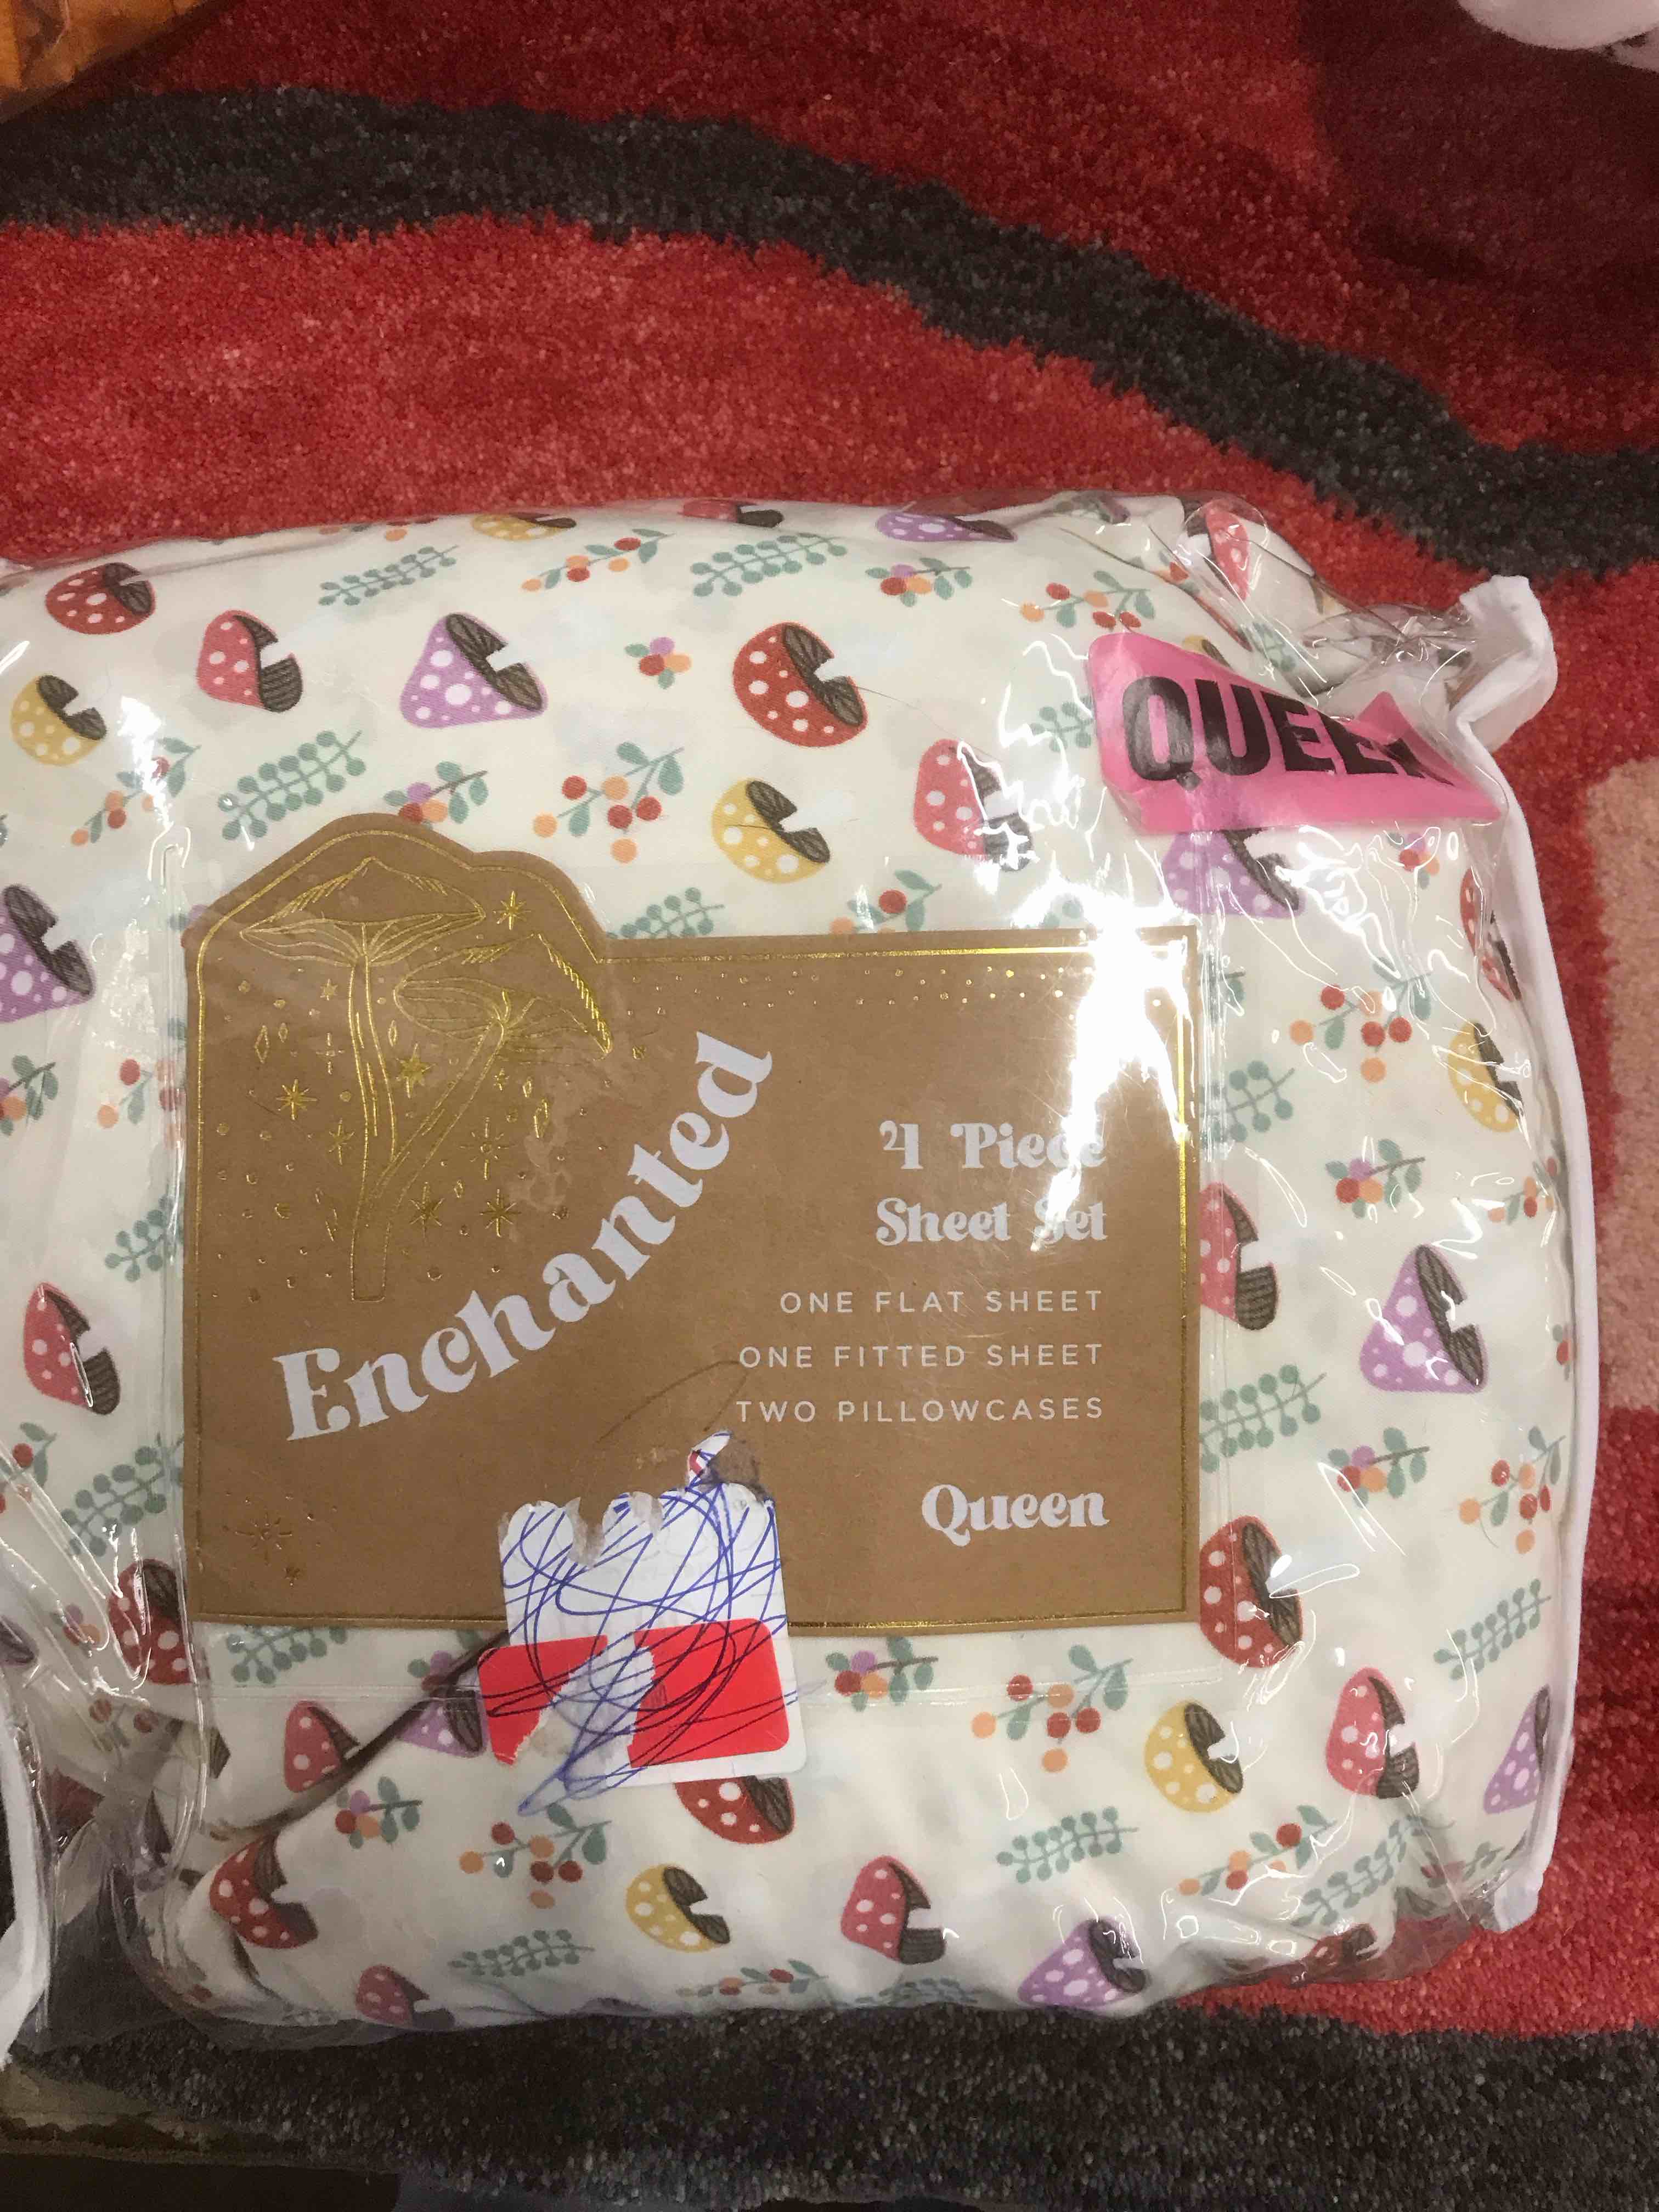 QUEEN
Enchanted
4 Piece
Sheet Set
ONE FLAT SHEET
ONE FITTED SHEET
TWO PILLOWCASES
Queen